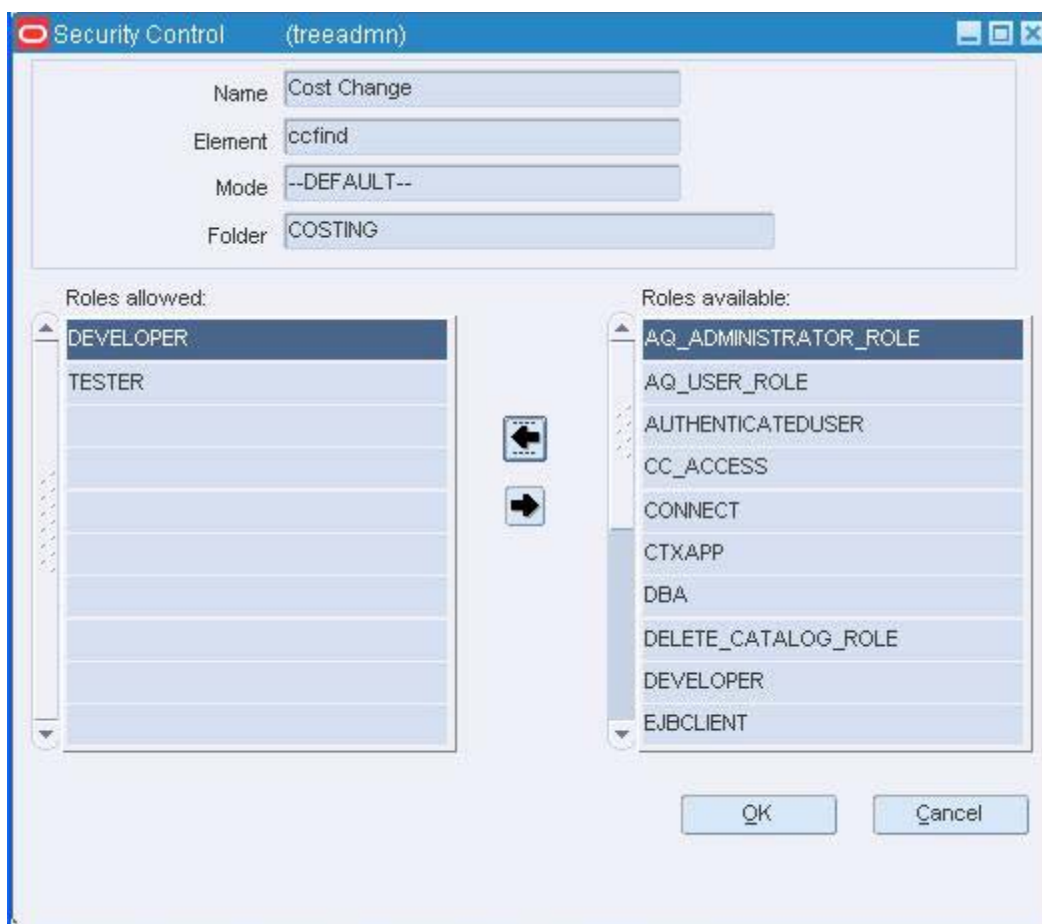 Security Control (treeadmn)
Name Cost Change
Element ccfind
Mode --DEFAULT--
Folder COSTING
Roles allowed:
DEVELOPER
TESTER
Roles available:
AQ_ADMINISTRATOR_ROLE
AQ_USER_ROLE
AUTHENTICATEDUSER
CC_ACCESS
CONNECT
CTXAPP
DBA
DELETE_CATALOG_ROLE
DEVELOPER
EJBCLIENT
OK Cancel